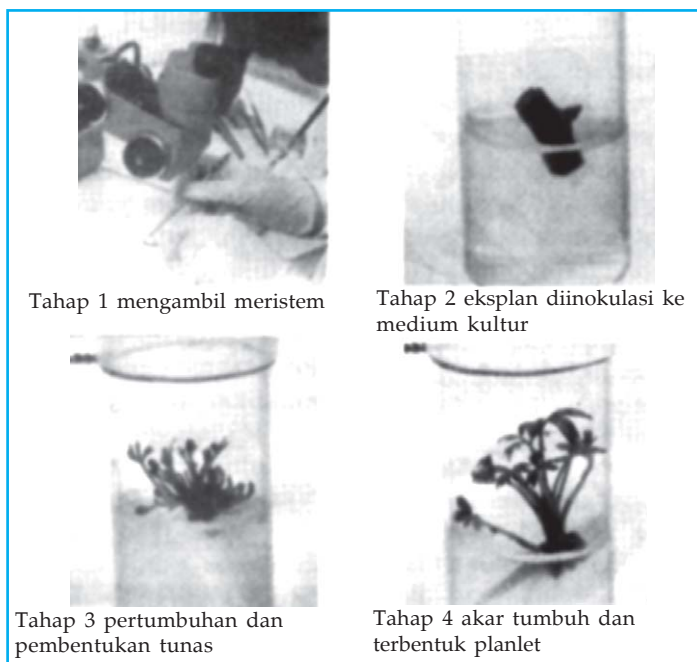 Tahap 1 mengambil meristem
Tahap 2 eksplan diinokulasi ke
medium kultur
Tahap 3 pertumbuhan dan
pembentukan tunas
Tahap 4 akar tumbuh dan
terbentuk planlet